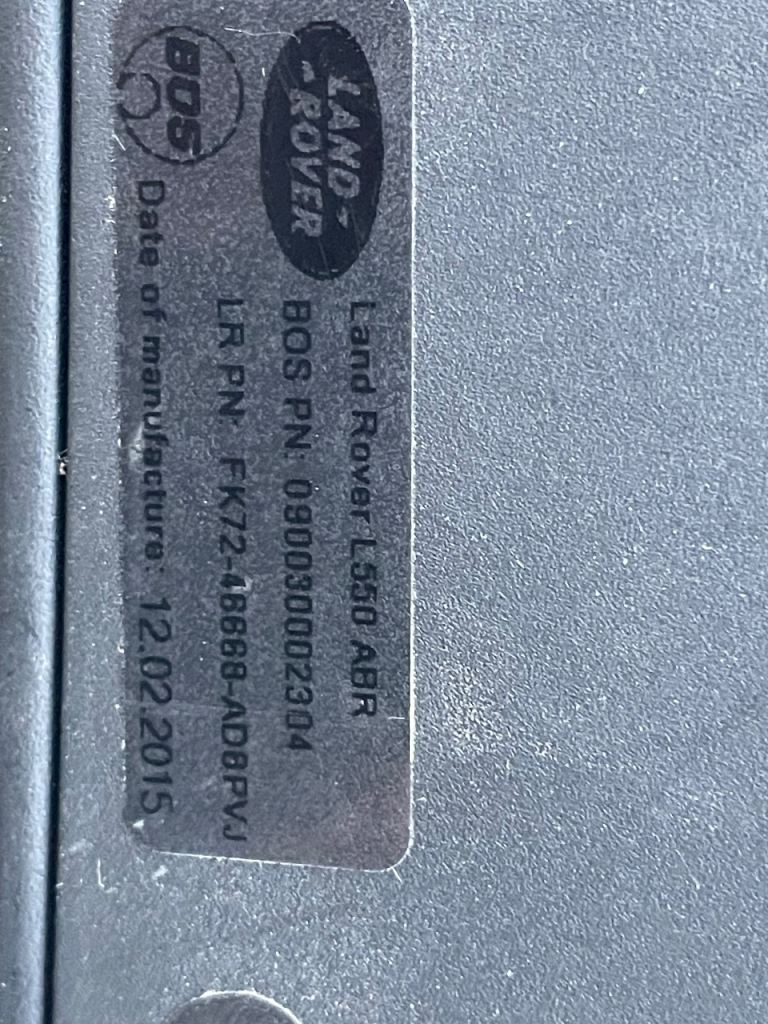 LAND-
-ROVER
Land Rover L550 ABR
BOS PN: 090030002304
LR PN: FK72-46668-AD8PVJ
BOS
Date of manufacture: 12.02.2015